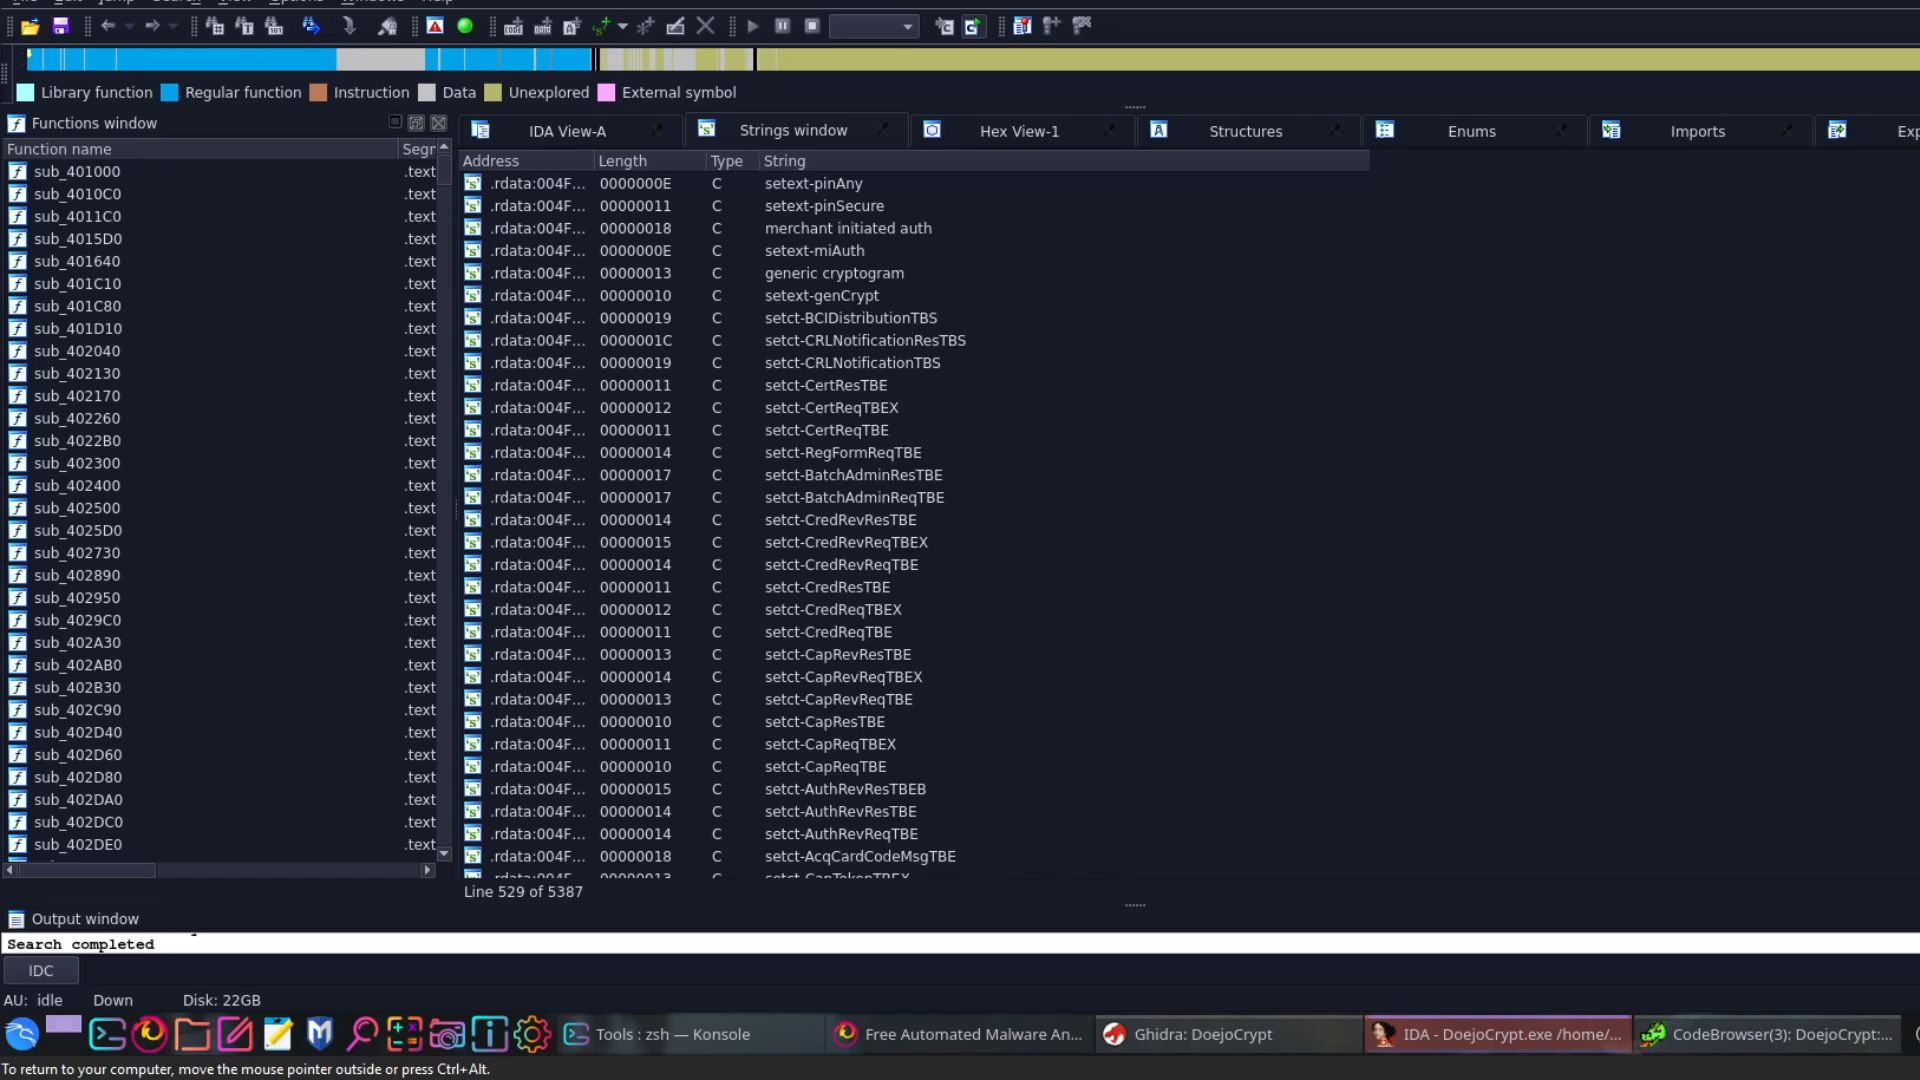 Library function Regular function Instruction Data Unexplored External symbol
Functions window
Function name Segr
sub_401000 .text
sub_4010C0 .text
sub_4011C0 .text
sub_4015D0 .text
sub_401640 .text
sub_401C10 .text
sub_401C80 .text
sub_401D10 .text
sub_402040 .text
sub_402130 .text
sub_402170 .text
sub_402260 .text
sub_4022B0 .text
sub_402300 .text
sub_402400 .text
sub_402500 .text
sub_4025D0 .text
sub_402730 .text
sub_402890 .text
sub_402950 .text
sub_4029C0 .text
sub_402A30 .text
sub_402AB0 .text
sub_402B30 .text
sub_402C90 .text
sub_402D40 .text
sub_402D60 .text
sub_402D80 .text
sub_402DA0 .text
sub_402DC0 .text
sub_402DE0 .text
IDA View-A Strings window Hex View-1 Structures Enums Imports Exp
Address Length Type String
.rdata:004F... 0000000E C setext-pinAny
.rdata:004F... 00000011 C setext-pinSecure
.rdata:004F... 00000018 C merchant initiated auth
.rdata:004F... 0000000E C setext-miAuth
.rdata:004F... 00000013 C generic cryptogram
.rdata:004F... 00000010 C setext-genCrypt
.rdata:004F... 00000019 C setct-BCIDistributionTBS
.rdata:004F... 0000001C C setct-CRLNotificationResTBS
.rdata:004F... 00000019 C setct-CRLNotificationTBS
.rdata:004F... 00000011 C setct-CertResTBE
.rdata:004F... 00000012 C setct-CertReqTBEX
.rdata:004F... 00000011 C setct-CertReqTBE
.rdata:004F... 00000014 C setct-RegFormReqTBE
.rdata:004F... 00000017 C setct-BatchAdminResTBE
.rdata:004F... 00000017 C setct-BatchAdminReqTBE
.rdata:004F... 00000014 C setct-CredRevResTBE
.rdata:004F... 00000015 C setct-CredRevReqTBEX
.rdata:004F... 00000014 C setct-CredRevReqTBE
.rdata:004F... 00000011 C setct-CredResTBE
.rdata:004F... 00000012 C setct-CredReqTBEX
.rdata:004F... 00000011 C setct-CredReqTBE
.rdata:004F... 00000013 C setct-CapRevResTBE
.rdata:004F... 00000014 C setct-CapRevReqTBEX
.rdata:004F... 00000013 C setct-CapRevReqTBE
.rdata:004F... 00000010 C setct-CapResTBE
.rdata:004F... 00000011 C setct-CapReqTBEX
.rdata:004F... 00000010 C setct-CapReqTBE
.rdata:004F... 00000015 C setct-AuthRevResTBEB
.rdata:004F... 00000014 C setct-AuthRevResTBE
.rdata:004F... 00000014 C setct-AuthRevReqTBE
.rdata:004F... 00000018 C setct-AcqCardCodeMsgTBE
.rdata:004F... 00000013 C setct-CapTokenTBEX
Line 529 of 5387
Output window
Search completed
IDC
AU: idle Down Disk: 22GB
Tools : zsh — Konsole Free Automated Malware An... Ghidra: DoejoCrypt IDA - DoejoCrypt.exe /home/... CodeBrowser(3): DoejoCrypt:...
To return to your computer, move the mouse pointer outside or press Ctrl+Alt.